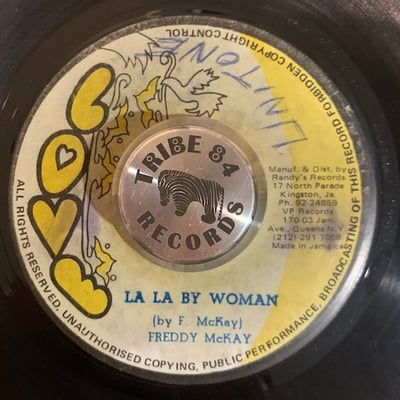 LOVE
UNITONE
TRIBE 84
RECORDS
Manuf. & Dist. by
Randy's Records
17 North Parade
Kingston, Ja.
Ph. 92-24859
VP Records
170 03 Jam.
Ave., Queens N.Y.
(212)-291-7058
Made in Jamaica
LA LA BY WOMAN
(by F. McKay)
FREDDY McKAY
ALL RIGHTS RESERVED, UNAUTHORISED COPYING, PUBLIC PERFORMANCE, BROADCASTING OF THIS RECORD FORBIDDEN COPYRIGHT CONTROL